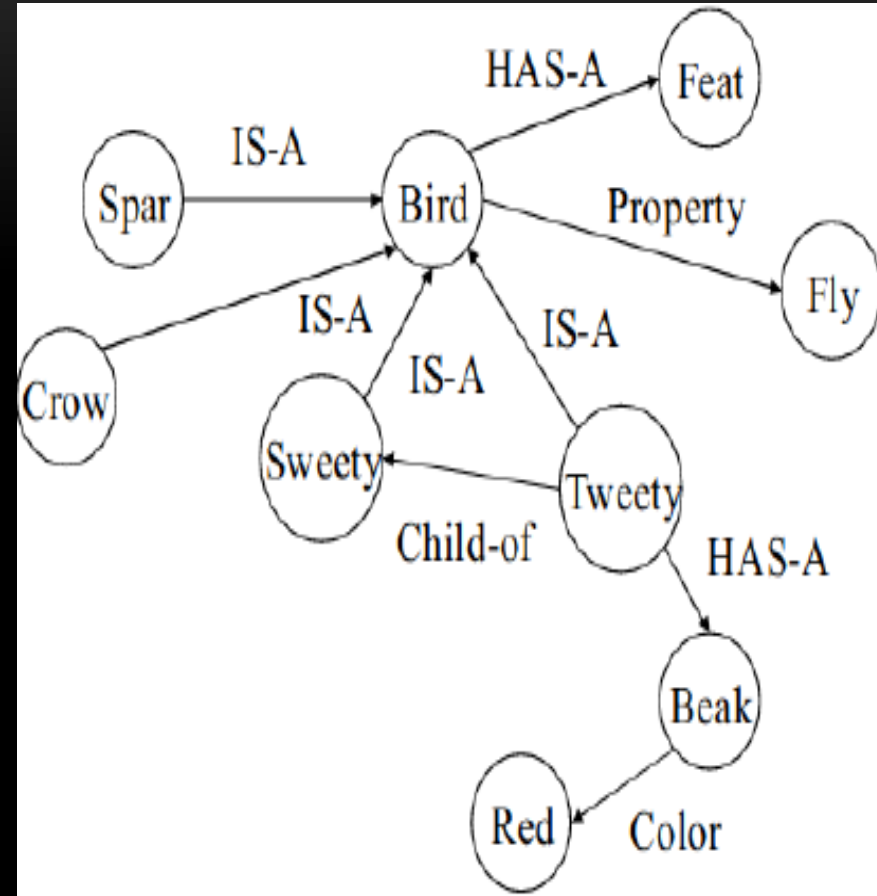 HAS-A
Feat
IS-A
Spar
Bird
Property
Fly
IS-A
IS-A
IS-A
Crow
Sweety
Tweety
Child-of
HAS-A
Beak
Red
Color